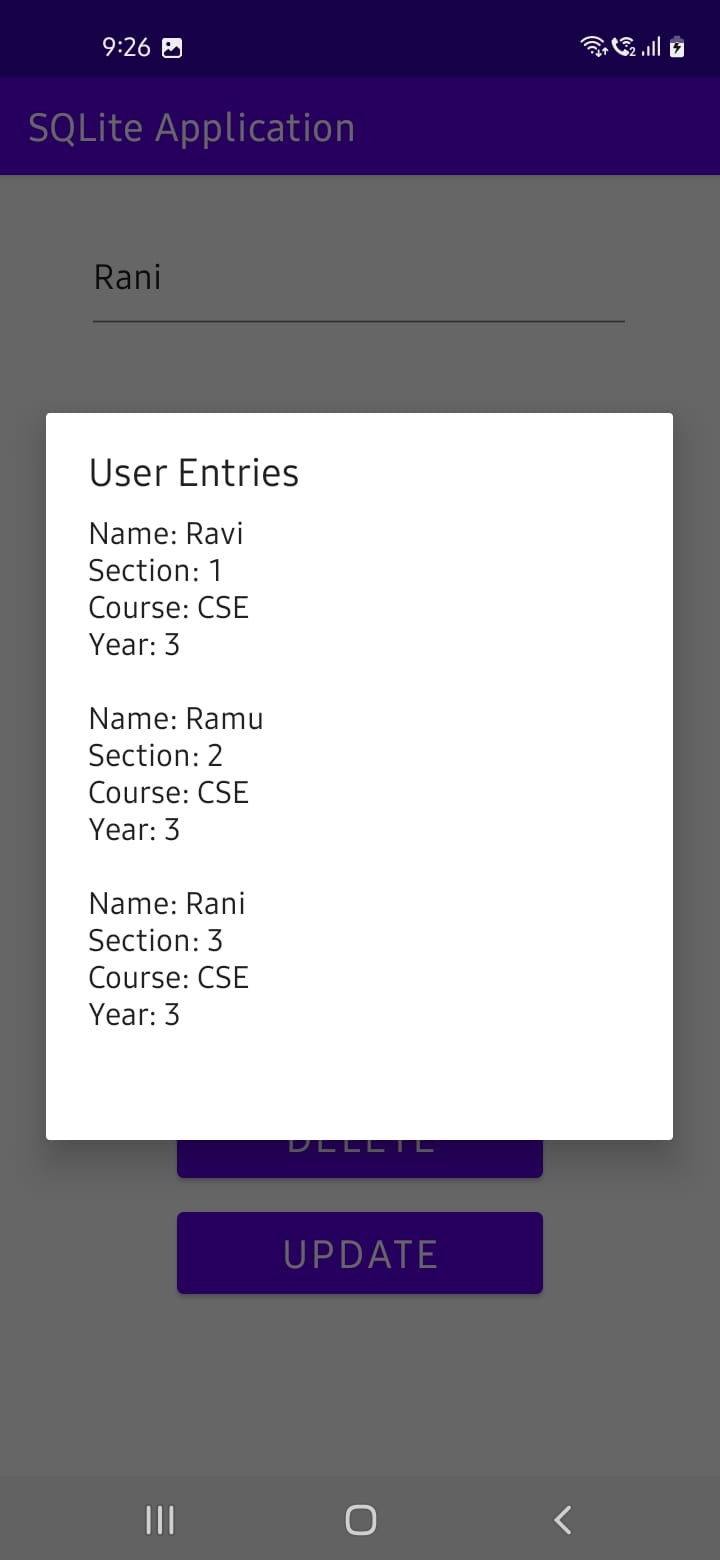 9:26
SQLite Application
Rani
User Entries
Name: Ravi
Section: 1
Course: CSE
Year: 3
Name: Ramu
Section: 2
Course: CSE
Year: 3
Name: Rani
Section: 3
Course: CSE
Year: 3
DELETE
UPDATE